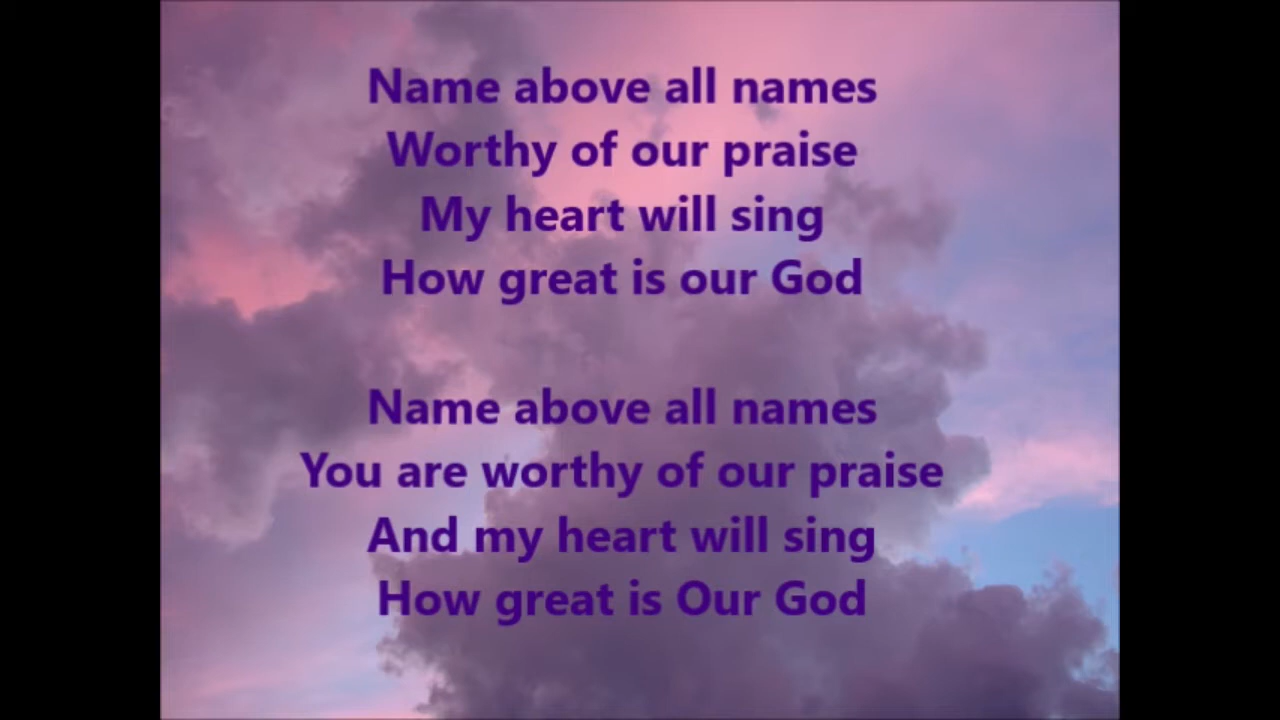 Name above all names
Worthy of our praise
My heart will sing
How great is our God
Name above all names
You are worthy of our praise
And my heart will sing
How great is Our God